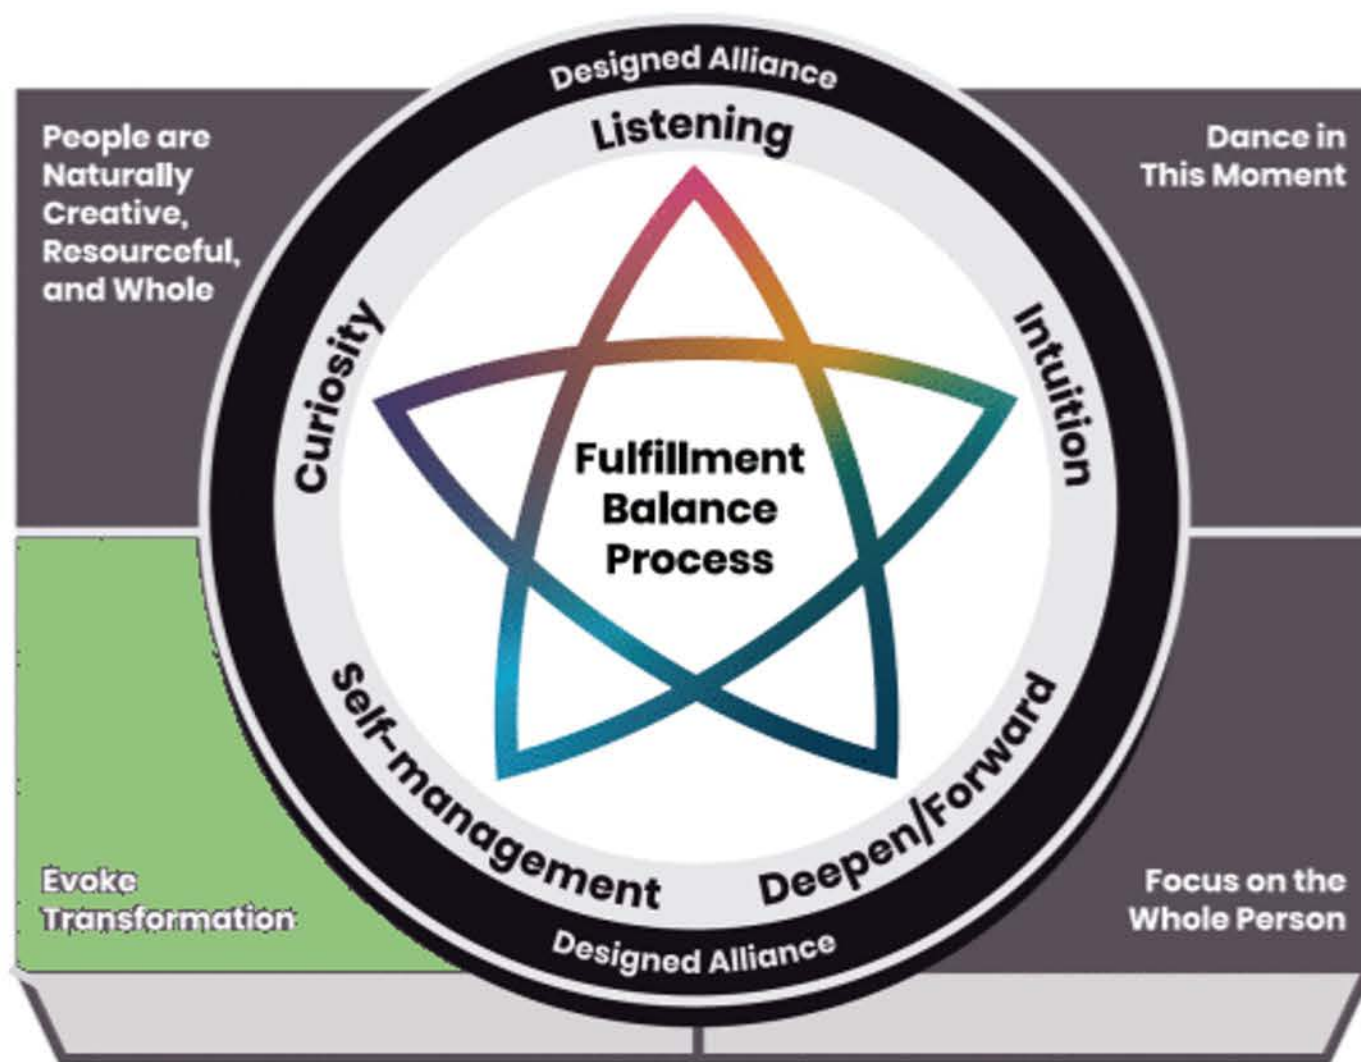 Designed Alliance
Listening
People are
Naturally
Creative,
Resourceful,
and Whole
Dance in
This Moment
Curiosity
Intuition
Fulfillment
Balance
Process
Self-management
Deepen/Forward
Evoke
Transformation
Focus on the
Whole Person
Designed Alliance